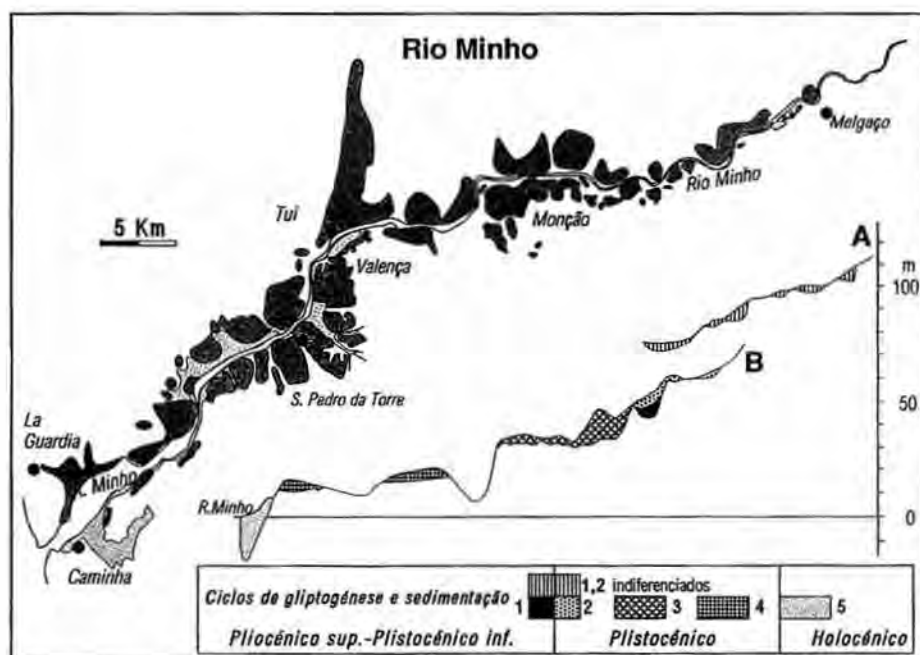 Rio Minho
Melgaço
Rio Minho
Monção
Tui
5 Km
Valença
A
m
100
B
S. Pedro da Torre
50
La
Guardia
Minho
R.Minho
0
Caminha
Ciclos de gliptogénese e sedimentação
1,2 indiferenciados
1
2
3
4
5
Pliocénico sup.-Plistocénico inf.
Plistocénico
Holocénico